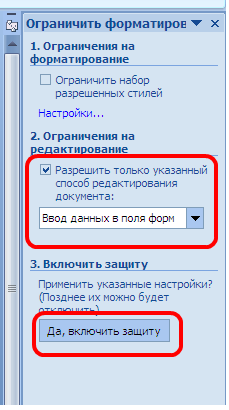 Ограничить форматиров
1. Ограничения на
форматирование
Ограничить набор
разрешенных стилей
Настройки...
2. Ограничения на
редактирование
Разрешить только указанный
способ редактирования
документа:
Ввод данных в поля форм
3. Включить защиту
Применить указанные настройки?
(Позднее их можно будет
отключить)
Да, включить защиту